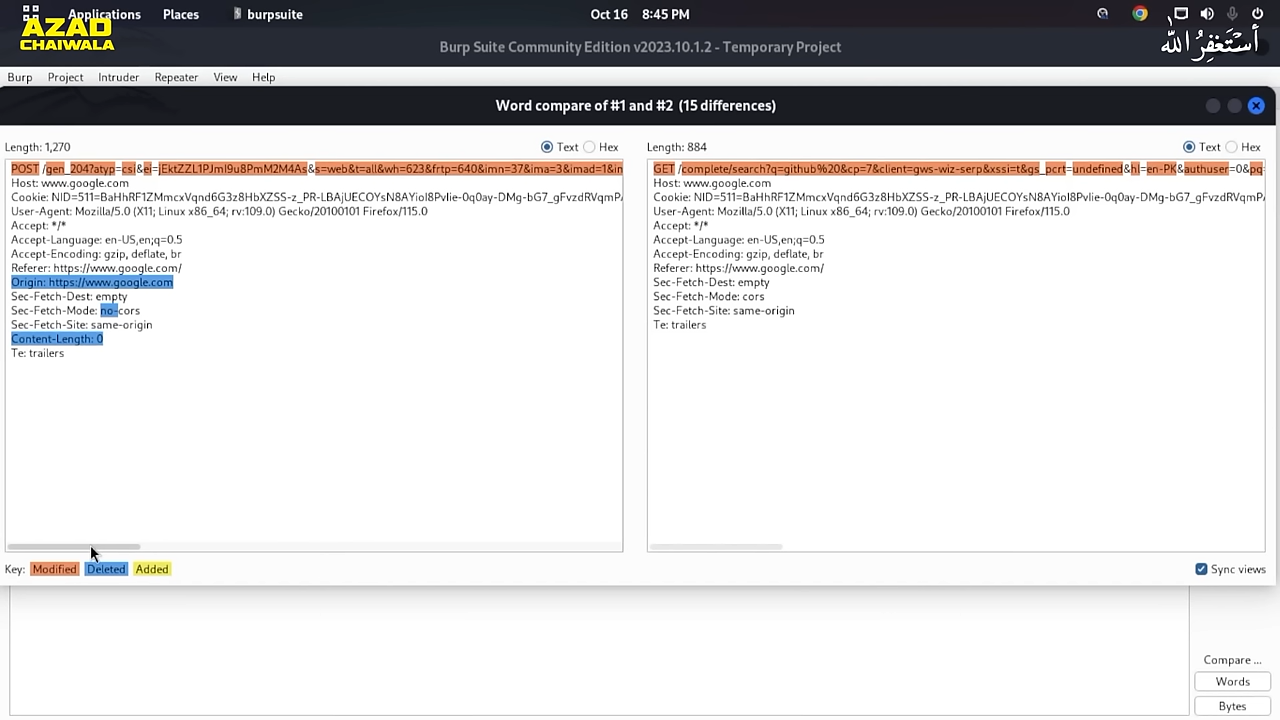 Applications Places burpsuite Oct 16 8:45 PM
AZAD
CHAIWALA
أستغفر الله
Burp Suite Community Edition v2023.10.1.2 - Temporary Project
Burp Project Intruder Repeater View Help
Word compare of #1 and #2 (15 differences)
Length: 1,270 Text Hex
POST /gen_204?atyp=csi&ei=jEktZZL1PJmI9u8PmM2M4As&s=web&t=all&wh=623&frtp=640&imn=37&ima=3&imad=1&in
Host: www.google.com
Cookie: NID=511=BaHhRF1ZMmcxVqnd6G3z8HbXZSS-z_PR-LBAjUECOYsN8AYioI8PvIie-0q0ay-DMg-bG7_gFvzdRVqmP
User-Agent: Mozilla/5.0 (X11; Linux x86_64; rv:109.0) Gecko/20100101 Firefox/115.0
Accept: */*
Accept-Language: en-US,en;q=0.5
Accept-Encoding: gzip, deflate, br
Referer: https://www.google.com/
Origin: https://www.google.com
Sec-Fetch-Dest: empty
Sec-Fetch-Mode: no-cors
Sec-Fetch-Site: same-origin
Content-Length: 0
Te: trailers
Length: 884 Text Hex
GET /complete/search?q=github%20&cp=7&client=gws-wiz-serp&xssi=t&gs_pcrt=undefined&hl=en-PK&authuser=0&pq=
Host: www.google.com
Cookie: NID=511=BaHhRF1ZMmcxVqnd6G3z8HbXZSS-z_PR-LBAjUECOYsN8AYioI8PvIie-0q0ay-DMg-bG7_gFvzdRVqmP
User-Agent: Mozilla/5.0 (X11; Linux x86_64; rv:109.0) Gecko/20100101 Firefox/115.0
Accept: */*
Accept-Language: en-US,en;q=0.5
Accept-Encoding: gzip, deflate, br
Referer: https://www.google.com/
Sec-Fetch-Dest: empty
Sec-Fetch-Mode: cors
Sec-Fetch-Site: same-origin
Te: trailers
Key: Modified Deleted Added Sync views
Compare ...
Words
Bytes